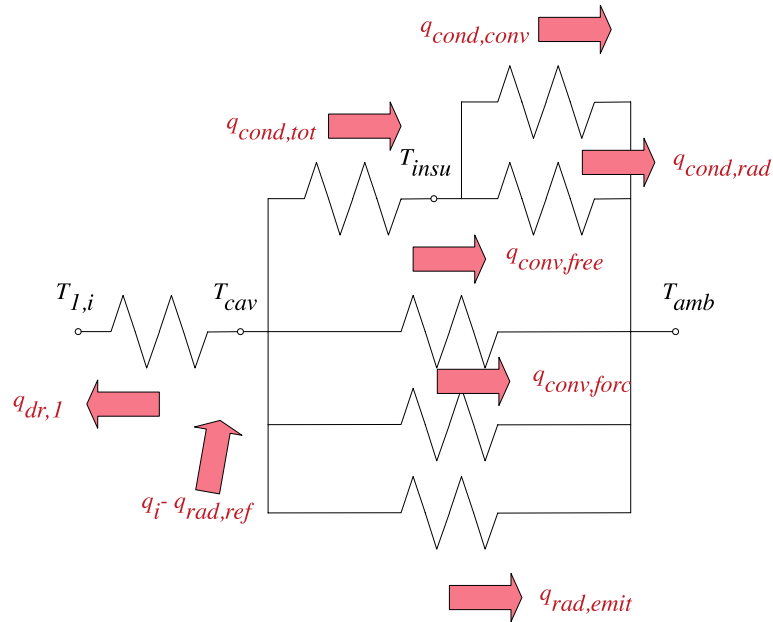 q_cond,conv
q_cond,tot
T_insu
q_cond,rad
q_conv,free
T_1,i
T_cav
T_amb
q_conv,forc
q_dr,1
q_i - q_rad,ref
q_rad,emit